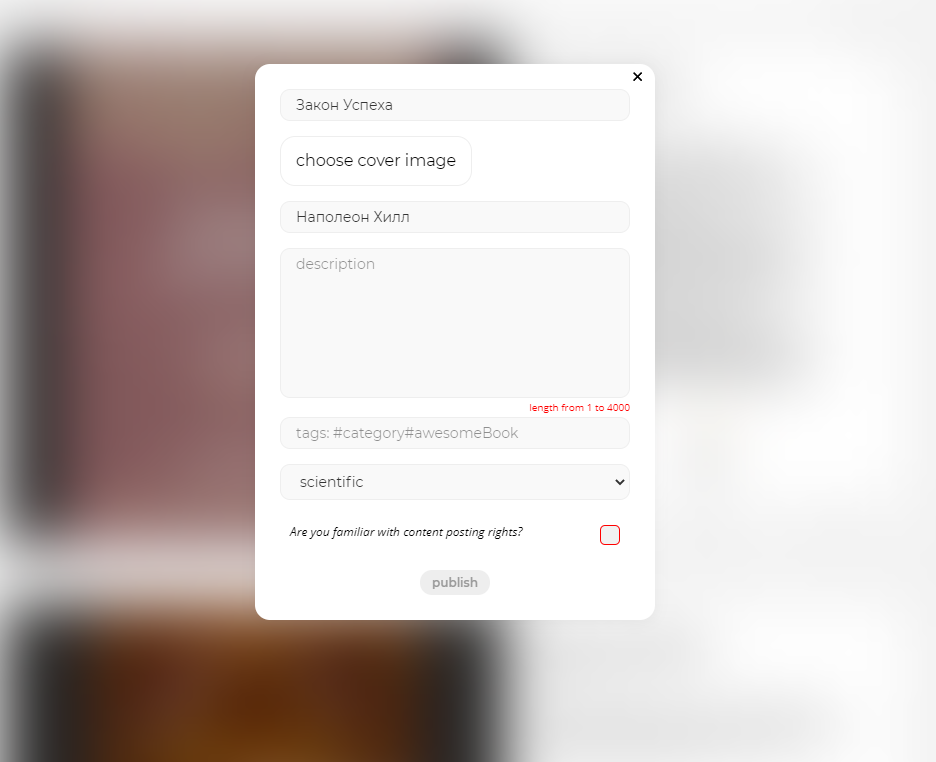 ×
Закон Успеха
choose cover image
Наполеон Хилл
description
length from 1 to 4000
tags: #category#awesomeBook
scientific
Are you familiar with content posting rights?
publish